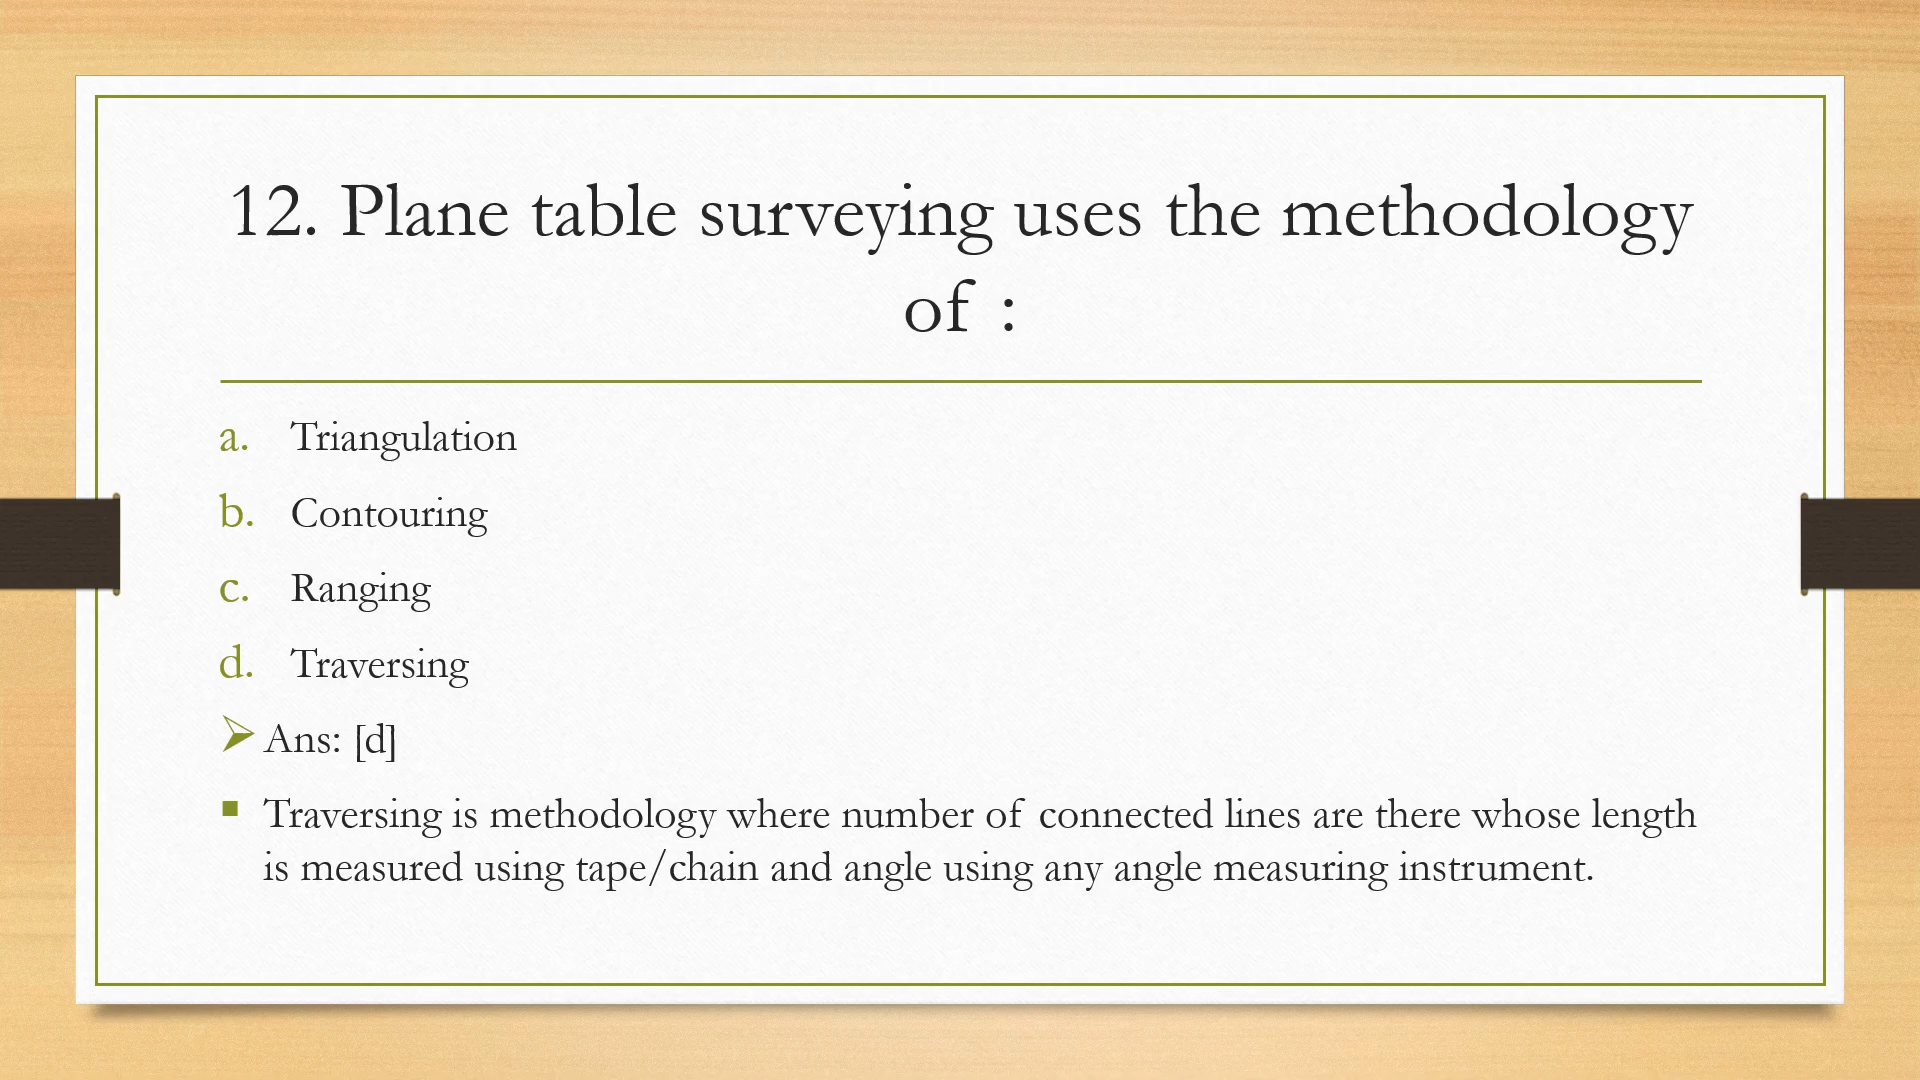 12. Plane table surveying uses the methodology
of :
a. Triangulation
b. Contouring
c. Ranging
d. Traversing
Ans: [d]
Traversing is methodology where number of connected lines are there whose length
is measured using tape/chain and angle using any angle measuring instrument.